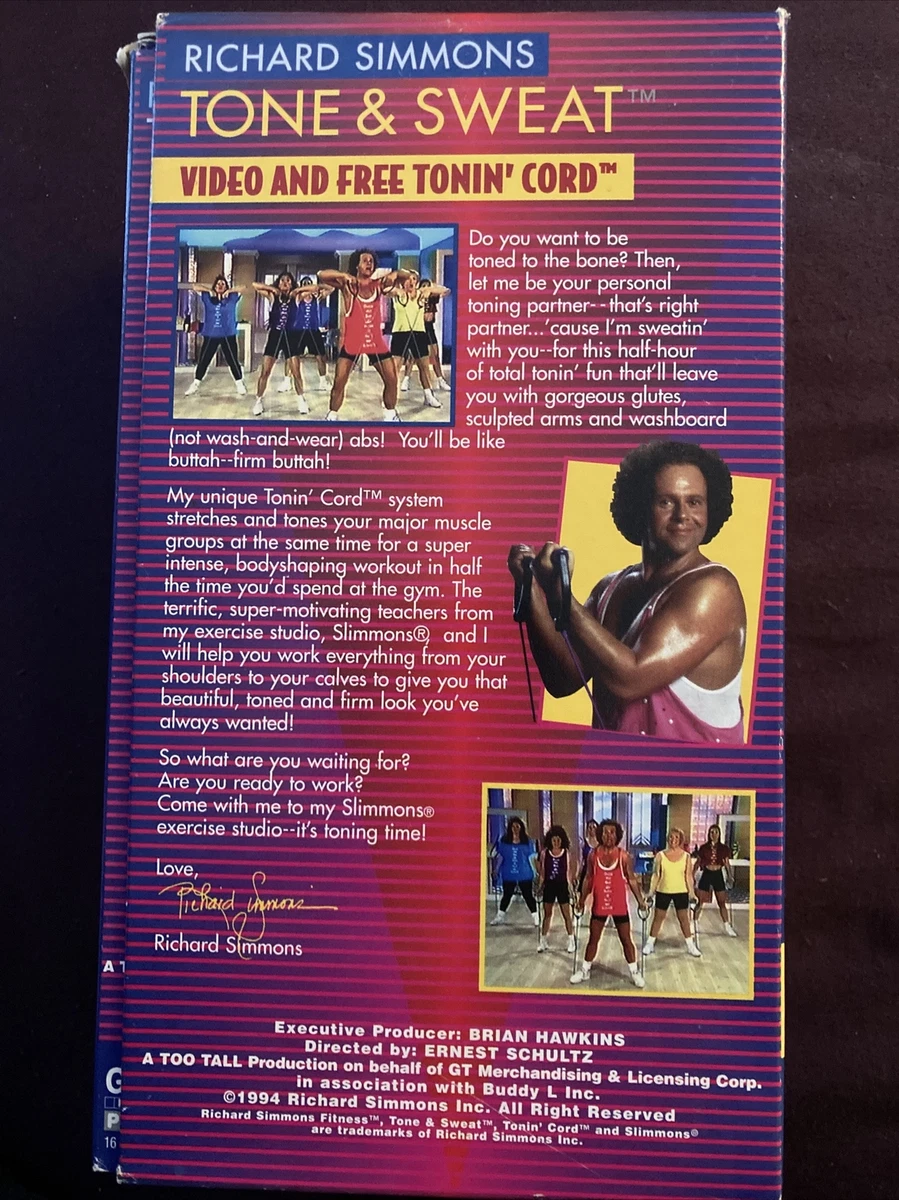 RICHARD SIMMONS
TONE & SWEAT™
VIDEO AND FREE TONIN' CORD™
Do you want to be
toned to the bone? Then,
let me be your personal
toning partner--that's right
partner...'cause I'm sweatin'
with you--for this half-hour
of total tonin' fun that'll leave
you with gorgeous glutes,
sculpted arms and washboard
(not wash-and-wear) abs! You'll be like
buttah--firm buttah!
My unique Tonin' Cord™ system
stretches and tones your major muscle
groups at the same time for a super
intense, bodyshaping workout in half
the time you'd spend at the gym. The
terrific, super-motivating teachers from
my exercise studio, Slimmons® and I
will help you work everything from your
shoulders to your calves to give you that
beautiful, toned and firm look you've
always wanted!
So what are you waiting for?
Are you ready to work?
Come with me to my Slimmons®
exercise studio--it's toning time!
Love,
Richard Simmons
Richard Simmons
A T
G
P
16
Executive Producer: BRIAN HAWKINS
Directed by: ERNEST SCHULTZ
A TOO TALL Production on behalf of GT Merchandising & Licensing Corp.
in association with Buddy L Inc.
©1994 Richard Simmons Inc. All Right Reserved
Richard Simmons Fitness™, Tone & Sweat™, Tonin' Cord™ and Slimmons®
are trademarks of Richard Simmons Inc.